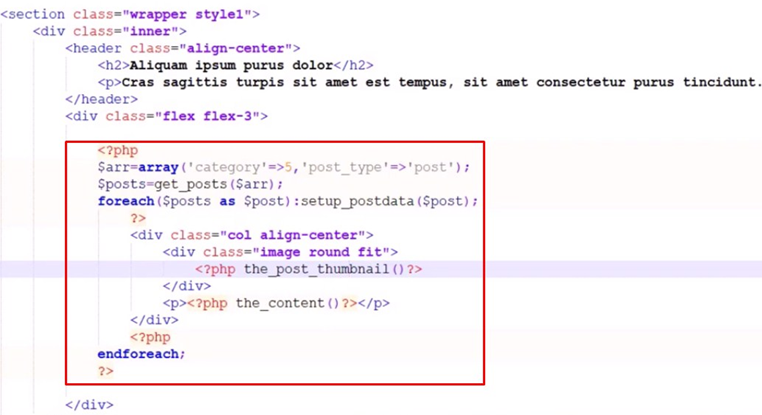 <section class="wrapper style1">
<div class="inner">
<header class="align-center">
<h2>Aliquam ipsum purus dolor</h2>
<p>Cras sagittis turpis sit amet est tempus, sit amet consectetur purus tincidunt.
</header>
<div class="flex flex-3">
<?php
$arr=array('category'=>5,'post_type'=>'post');
$posts=get_posts($arr);
foreach($posts as $post):setup_postdata($post);
?>
<div class="col align-center">
<div class="image round fit">
<?php the_post_thumbnail()?>
</div>
<p><?php the_content()?></p>
</div>
<?php
endforeach;
?>
</div>